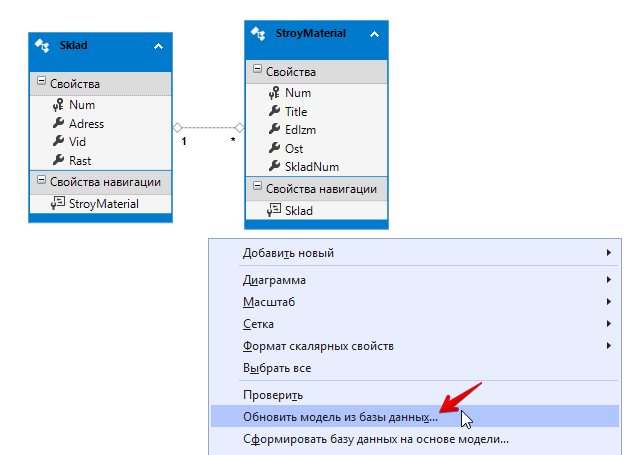 Sklad
Свойства
Num
Adress
Vid
Rast
Свойства навигации
StroyMaterial
1
*
StroyMaterial
Свойства
Num
Title
EdIzm
Ost
SkladNum
Свойства навигации
Sklad
Добавить новый
Диаграмма
Масштаб
Сетка
Формат скалярных свойств
Выбрать все
Проверить
Обновить модель из базы данных...
Сформировать базу данных на основе модели...